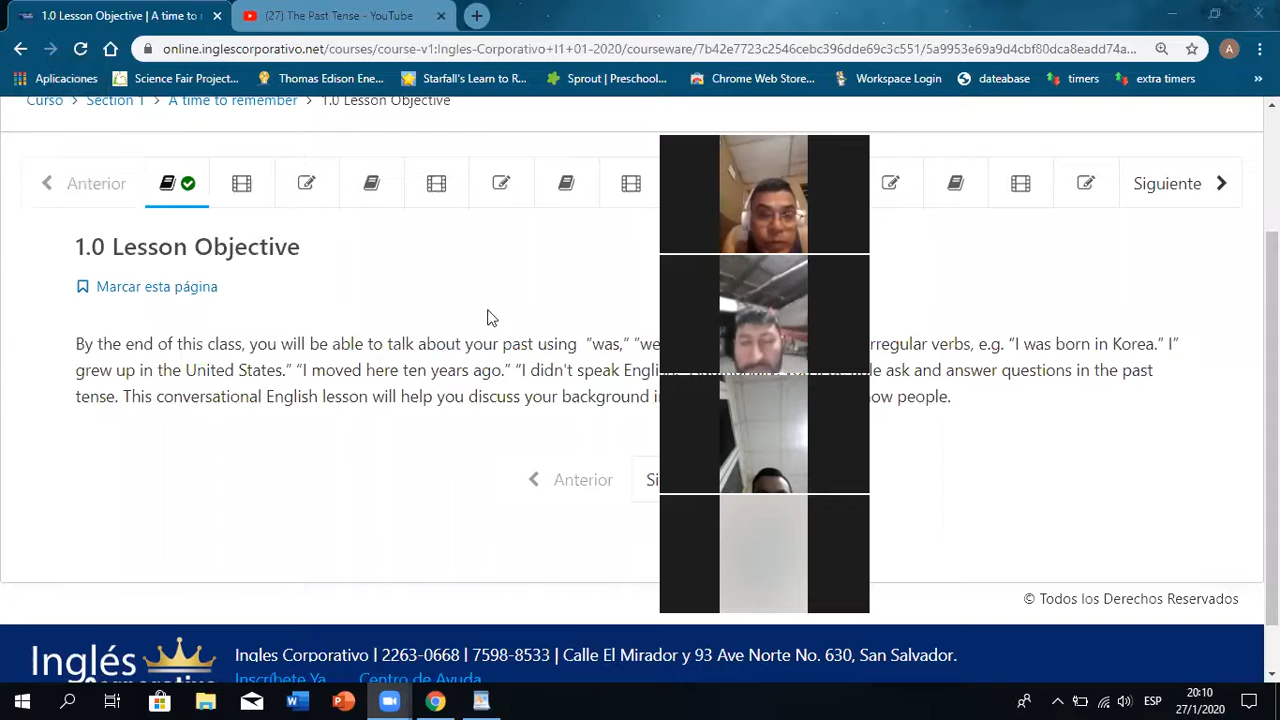 1.0 Lesson Objective | A time to
(27) The Past Tense - YouTube
online.inglescorporativo.net/courses/course-v1:Ingles-Corporativo+I1+01-2020/courseware/7b42e7723c2546cebc396dde69c3c551/5a9953e69a9d4cbf80dca8eadd74a...
A
Aplicaciones
Science Fair Project...
Thomas Edison Ene...
Starfall's Learn to R...
Sprout | Preschool...
Chrome Web Store...
Workspace Login
dateabase
timers
extra timers
»
Curso > Section 1 > A time to remember > 1.0 Lesson Objective
Anterior
Siguiente
1.0 Lesson Objective
Marcar esta página
By the end of this class, you will be able to talk about your past using “was,” “we regular verbs, e.g. “I was born in Korea.” I”
grew up in the United States.” “I moved here ten years ago.” “I didn't speak Engli ask and answer questions in the past
tense. This conversational English lesson will help you discuss your background i ow people.
Anterior
Si
© Todos los Derechos Reservados
Inglés
Ingles Corporativo | 2263-0668 | 7598-8533 | Calle El Mirador y 93 Ave Norte No. 630, San Salvador.
Inscríbete Ya
Centro de Ayuda
ESP
20:10
27/1/2020